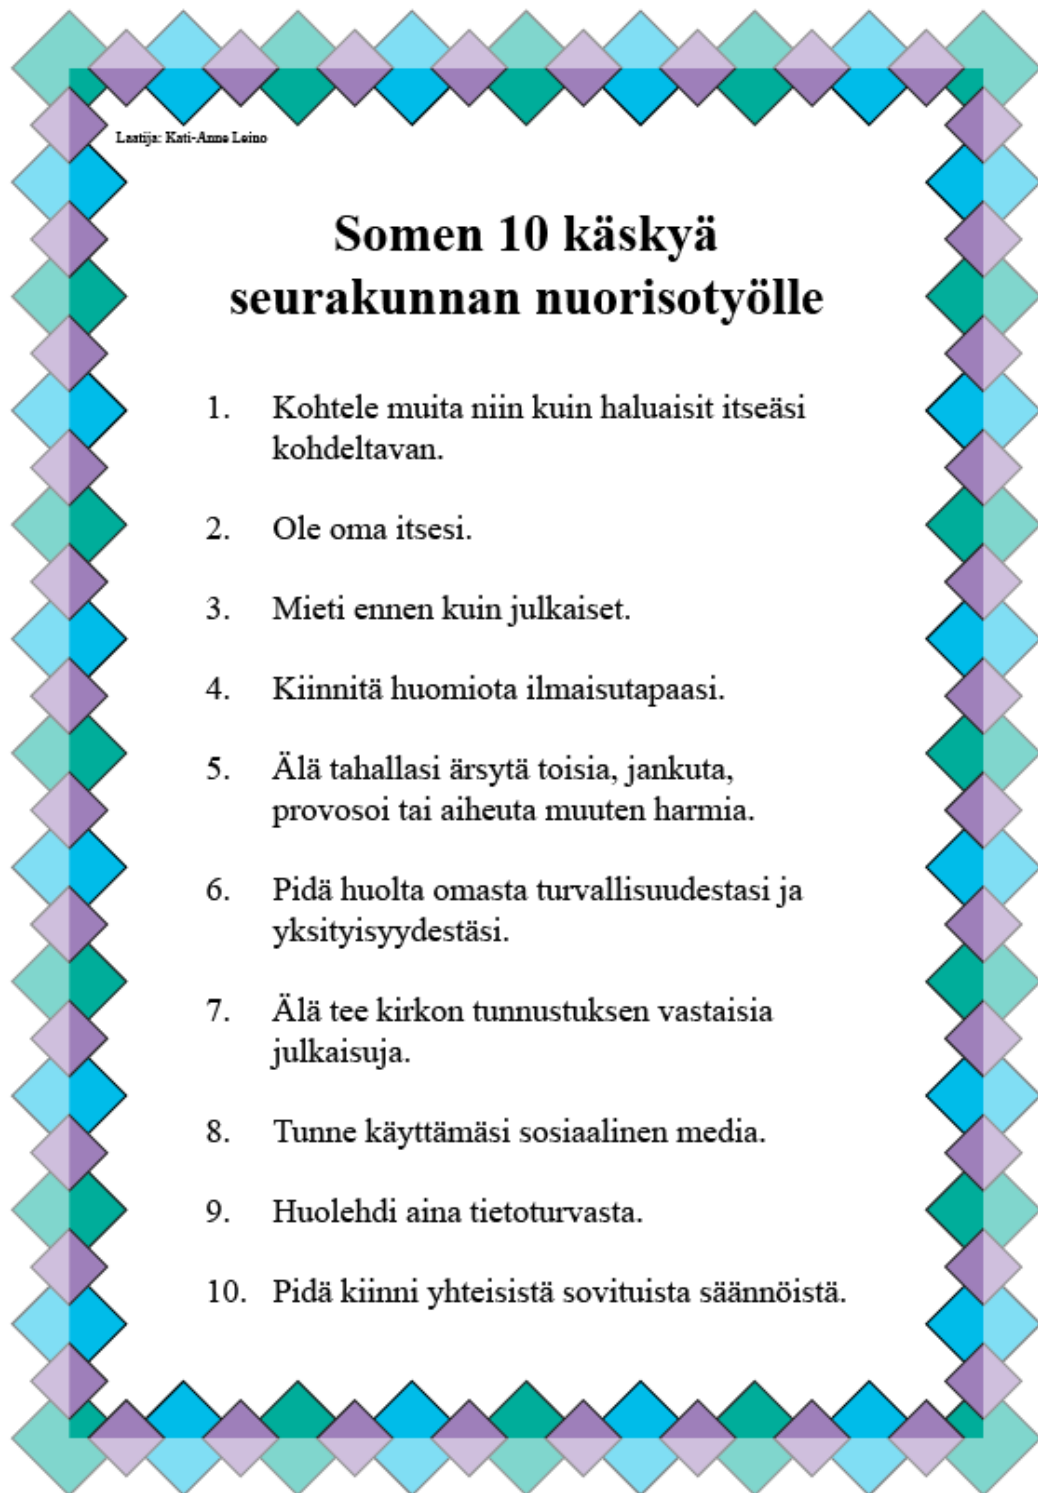 Laatija: Kati-Anne Leino
Somen 10 käskyä
seurakunnan nuorisotyölle
1. Kohtele muita niin kuin haluaisit itseäsi
kohdeltavan.
2. Ole oma itsesi.
3. Mieti ennen kuin julkaiset.
4. Kiinnitä huomiota ilmaisutapaasi.
5. Älä tahallasi ärsytä toisia, jankuta,
provosoi tai aiheuta muuten harmia.
6. Pidä huolta omasta turvallisuudestasi ja
yksityisyydestäsi.
7. Älä tee kirkon tunnustuksen vastaisia
julkaisuja.
8. Tunne käyttämäsi sosiaalinen media.
9. Huolehdi aina tietoturvasta.
10. Pidä kiinni yhteisistä sovituista säännöistä.